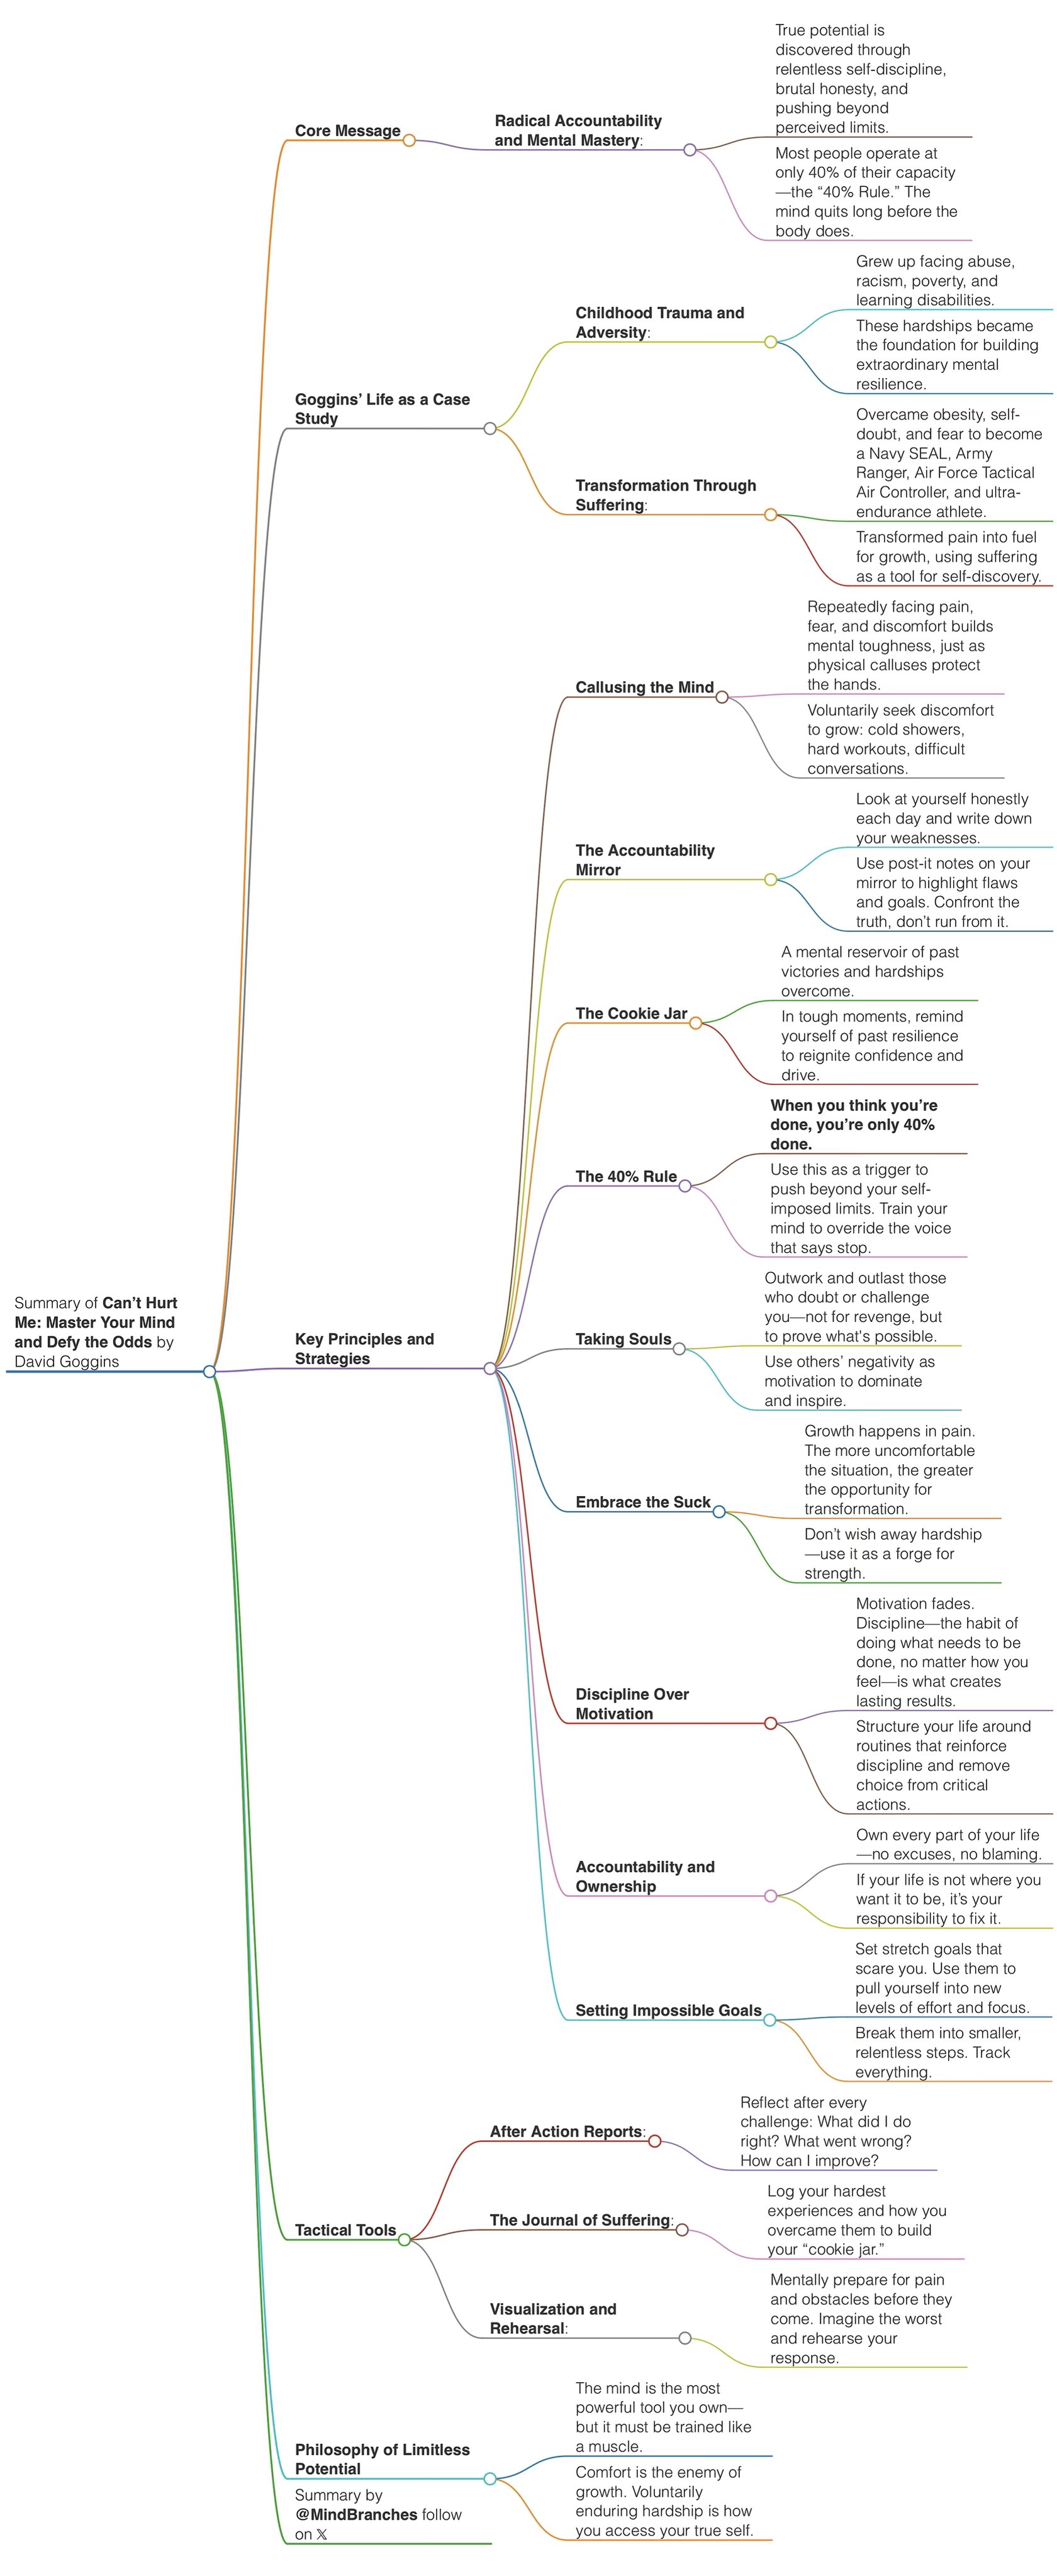 Summary of Can’t Hurt
Me: Master Your Mind
and Defy the Odds by
David Goggins
Core Message
Radical Accountability
and Mental Mastery:
True potential is
discovered through
relentless self-discipline,
brutal honesty, and
pushing beyond
perceived limits.
Most people operate at
only 40% of their capacity
—the “40% Rule.” The
mind quits long before the
body does.
Goggins’ Life as a Case
Study
Childhood Trauma and
Adversity:
Grew up facing abuse,
racism, poverty, and
learning disabilities.
These hardships became
the foundation for building
extraordinary mental
resilience.
Transformation Through
Suffering:
Overcame obesity, self-
doubt, and fear to become
a Navy SEAL, Army
Ranger, Air Force Tactical
Air Controller, and ultra-
endurance athlete.
Transformed pain into fuel
for growth, using suffering
as a tool for self-discovery.
Key Principles and
Strategies
Callusing the Mind
Repeatedly facing pain,
fear, and discomfort builds
mental toughness, just as
physical calluses protect
the hands.
Voluntarily seek discomfort
to grow: cold showers,
hard workouts, difficult
conversations.
The Accountability
Mirror
Look at yourself honestly
each day and write down
your weaknesses.
Use post-it notes on your
mirror to highlight flaws
and goals. Confront the
truth, don’t run from it.
The Cookie Jar
A mental reservoir of past
victories and hardships
overcome.
In tough moments, remind
yourself of past resilience
to reignite confidence and
drive.
The 40% Rule
When you think you’re
done, you’re only 40%
done.
Use this as a trigger to
push beyond your self-
imposed limits. Train your
mind to override the voice
that says stop.
Taking Souls
Outwork and outlast those
who doubt or challenge
you—not for revenge, but
to prove what's possible.
Use others’ negativity as
motivation to dominate
and inspire.
Embrace the Suck
Growth happens in pain.
The more uncomfortable
the situation, the greater
the opportunity for
transformation.
Don’t wish away hardship
—use it as a forge for
strength.
Discipline Over
Motivation
Motivation fades.
Discipline—the habit of
doing what needs to be
done, no matter how you
feel—is what creates
lasting results.
Structure your life around
routines that reinforce
discipline and remove
choice from critical
actions.
Accountability and
Ownership
Own every part of your life
—no excuses, no blaming.
If your life is not where you
want it to be, it’s your
responsibility to fix it.
Setting Impossible Goals
Set stretch goals that
scare you. Use them to
pull yourself into new
levels of effort and focus.
Break them into smaller,
relentless steps. Track
everything.
Tactical Tools
After Action Reports:
Reflect after every
challenge: What did I do
right? What went wrong?
How can I improve?
The Journal of Suffering:
Log your hardest
experiences and how you
overcame them to build
your “cookie jar.”
Visualization and
Rehearsal:
Mentally prepare for pain
and obstacles before they
come. Imagine the worst
and rehearse your
response.
Philosophy of Limitless
Potential
The mind is the most
powerful tool you own—
but it must be trained like
a muscle.
Comfort is the enemy of
growth. Voluntarily
enduring hardship is how
you access your true self.
Summary by
@MindBranches follow
on 𝕏